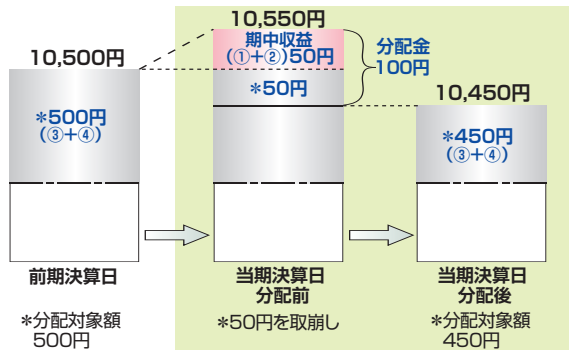 10,500円
*500円
(③+④)
前期決算日
*分配対象額
500円
10,550円
期中収益
(①+②)50円
*50円
分配金
100円
当期決算日
分配前
*50円を取崩し
10,450円
*450円
(③+④)
当期決算日
分配後
*分配対象額
450円